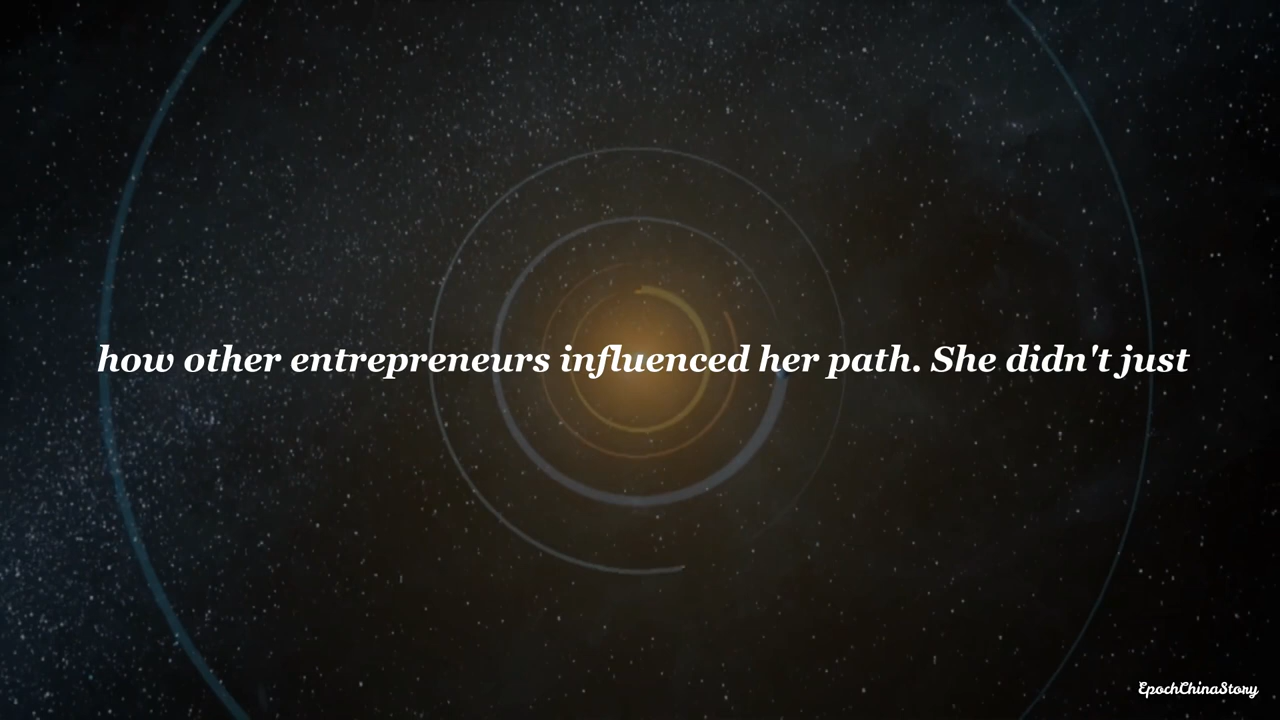 how other entrepreneurs influenced her path. She didn't just
EpochChinaStory